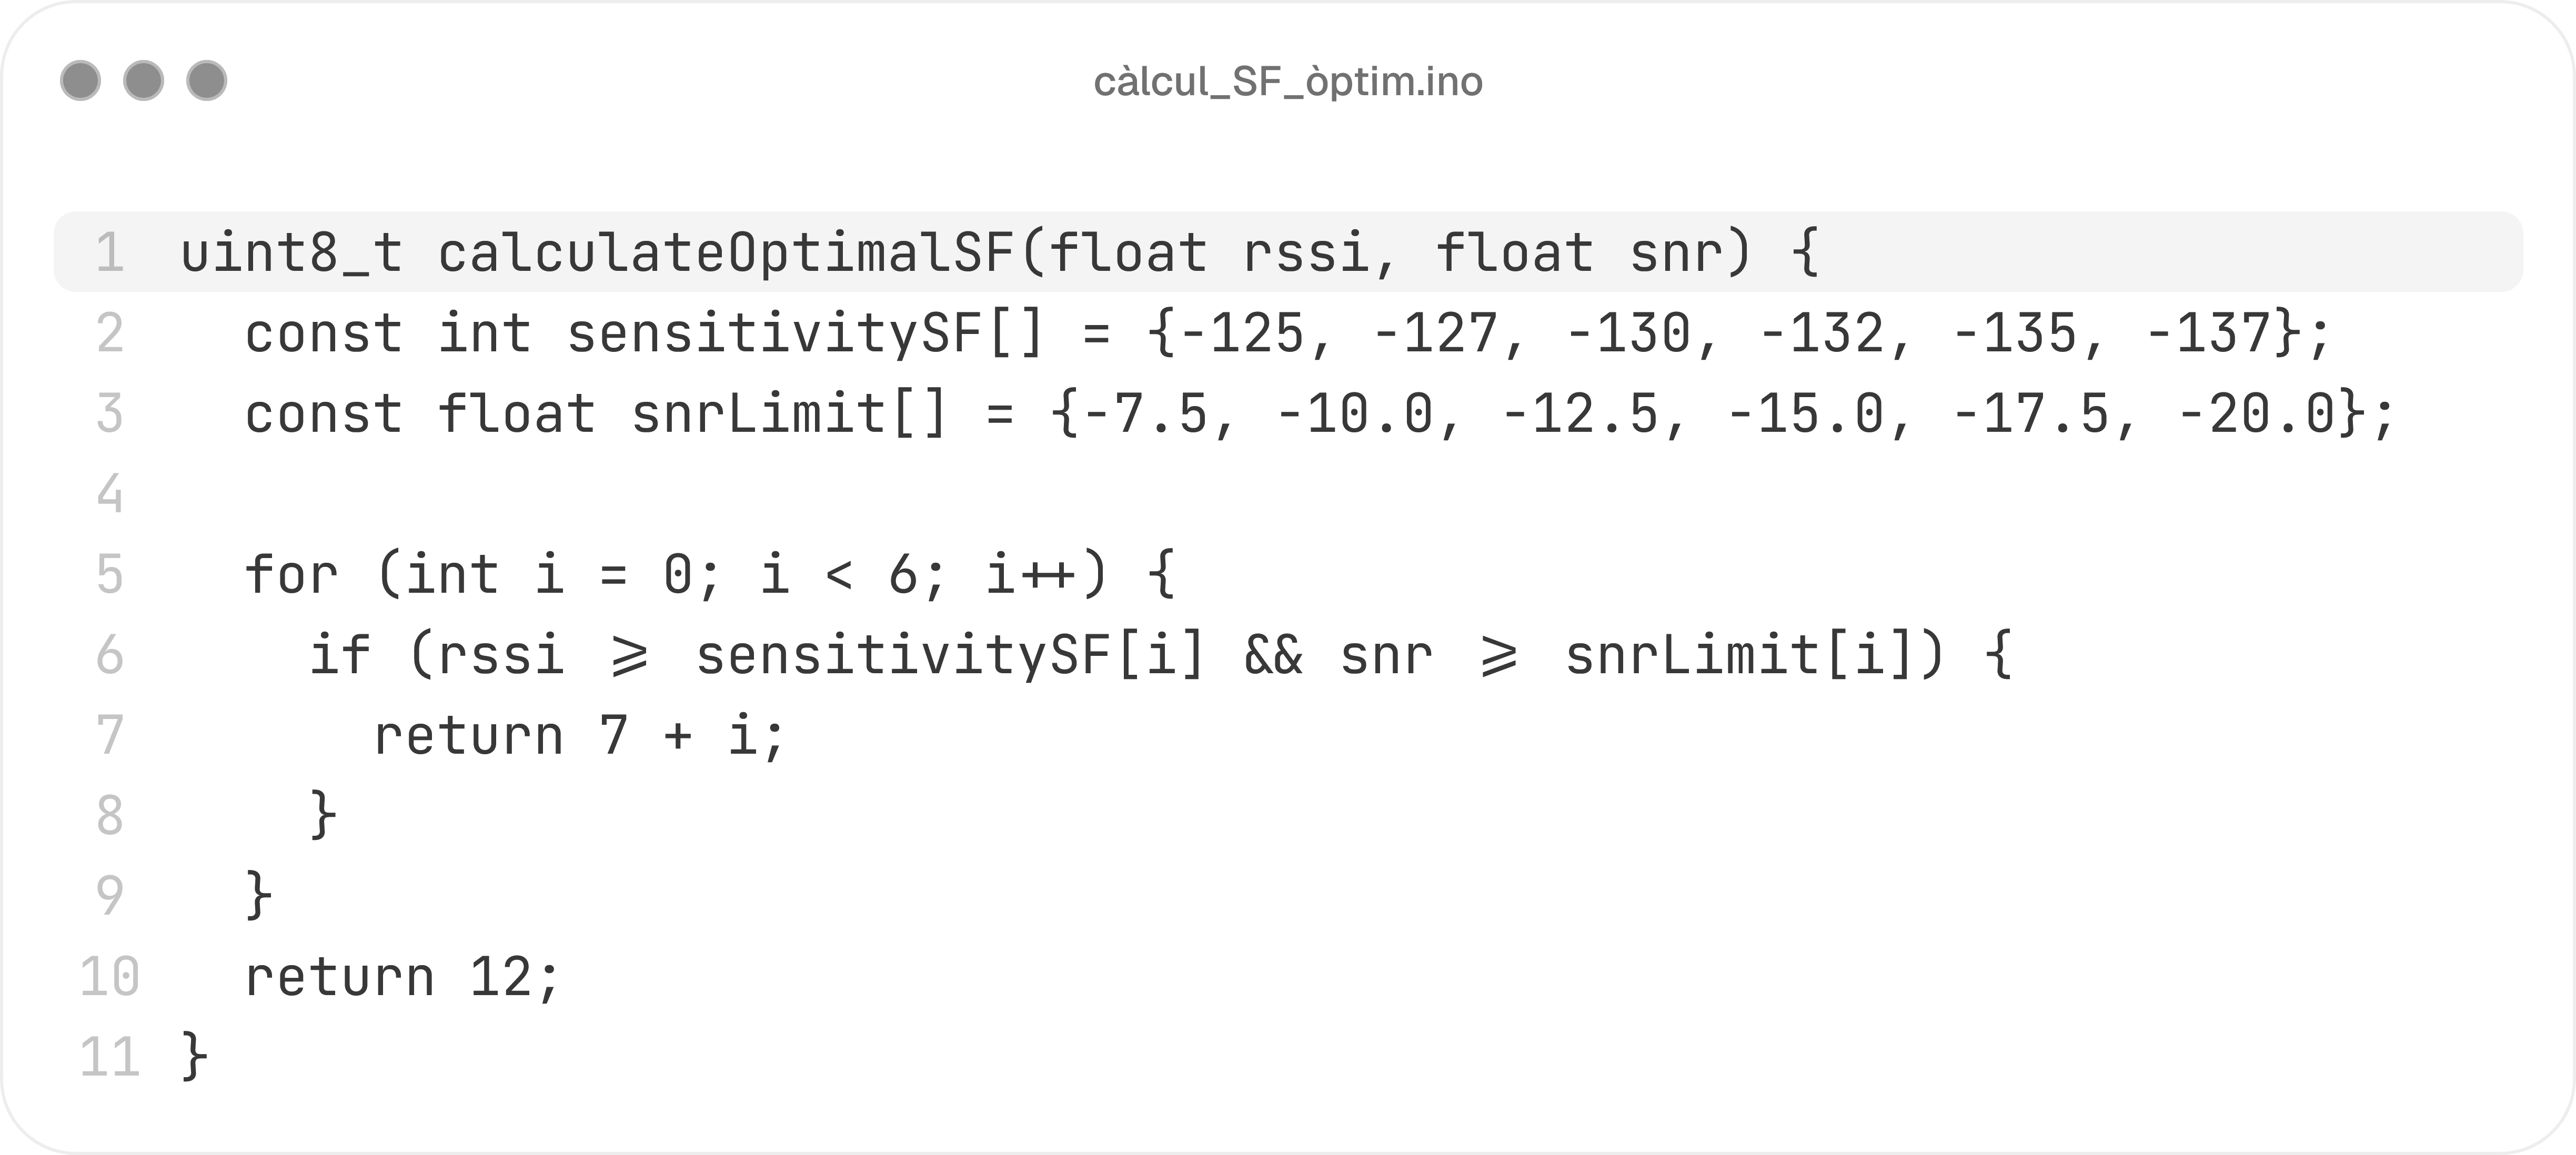 càlcul_SF_òptim.ino
1 uint8_t calculateOptimalSF(float rssi, float snr) {
2   const int sensitivitySF[] = {-125, -127, -130, -132, -135, -137};
3   const float snrLimit[] = {-7.5, -10.0, -12.5, -15.0, -17.5, -20.0};
4
5   for (int i = 0; i < 6; i++) {
6     if (rssi >= sensitivitySF[i] && snr >= snrLimit[i]) {
7       return 7 + i;
8     }
9   }
10   return 12;
11 }